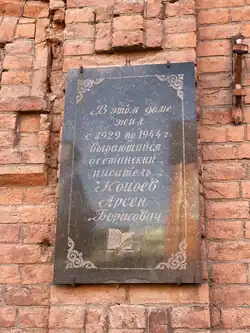 В этом доме
жил
с 1929 по 1944 г
выдающийся
осетинский
писатель
Коцоев
Арсен
Борисович